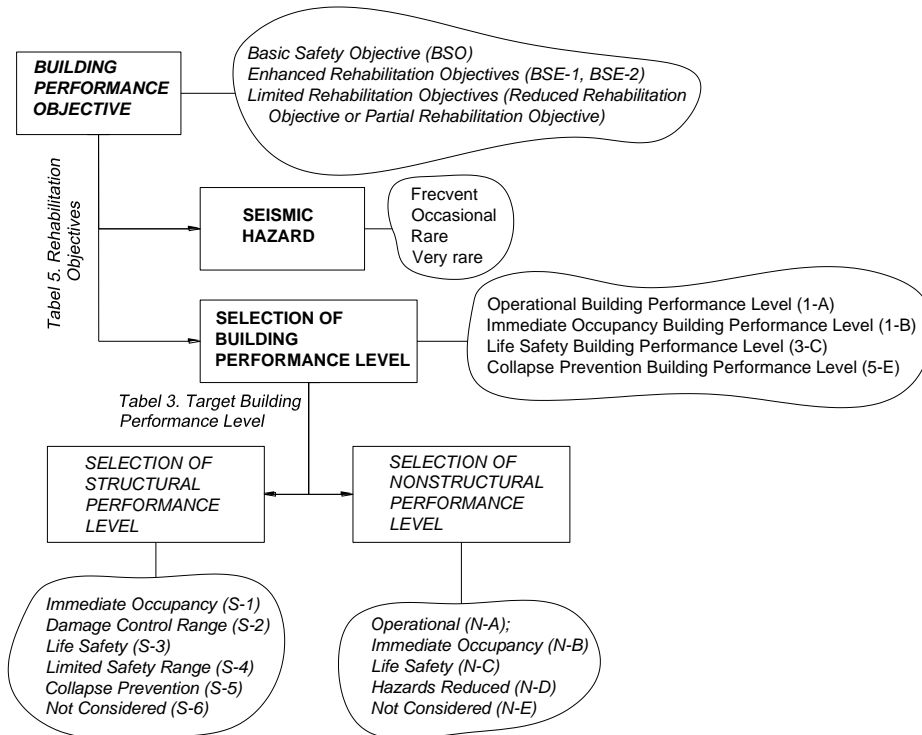 BUILDING
PERFORMANCE
OBJECTIVE
Basic Safety Objective (BSO)
Enhanced Rehabilitation Objectives (BSE-1, BSE-2)
Limited Rehabilitation Objectives (Reduced Rehabilitation
Objective or Partial Rehabilitation Objective)
Tabel 5. Rehabilitation
Objectives
SEISMIC
HAZARD
Frecvent
Occasional
Rare
Very rare
SELECTION OF
BUILDING
PERFORMANCE LEVEL
Operational Building Performance Level (1-A)
Immediate Occupancy Building Performance Level (1-B)
Life Safety Building Performance Level (3-C)
Collapse Prevention Building Performance Level (5-E)
Tabel 3. Target Building
Performance Level
SELECTION OF
STRUCTURAL
PERFORMANCE
LEVEL
SELECTION OF
NONSTRUCTURAL
PERFORMANCE
LEVEL
Immediate Occupancy (S-1)
Damage Control Range (S-2)
Life Safety (S-3)
Limited Safety Range (S-4)
Collapse Prevention (S-5)
Not Considered (S-6)
Operational (N-A);
Immediate Occupancy (N-B)
Life Safety (N-C)
Hazards Reduced (N-D)
Not Considered (N-E)